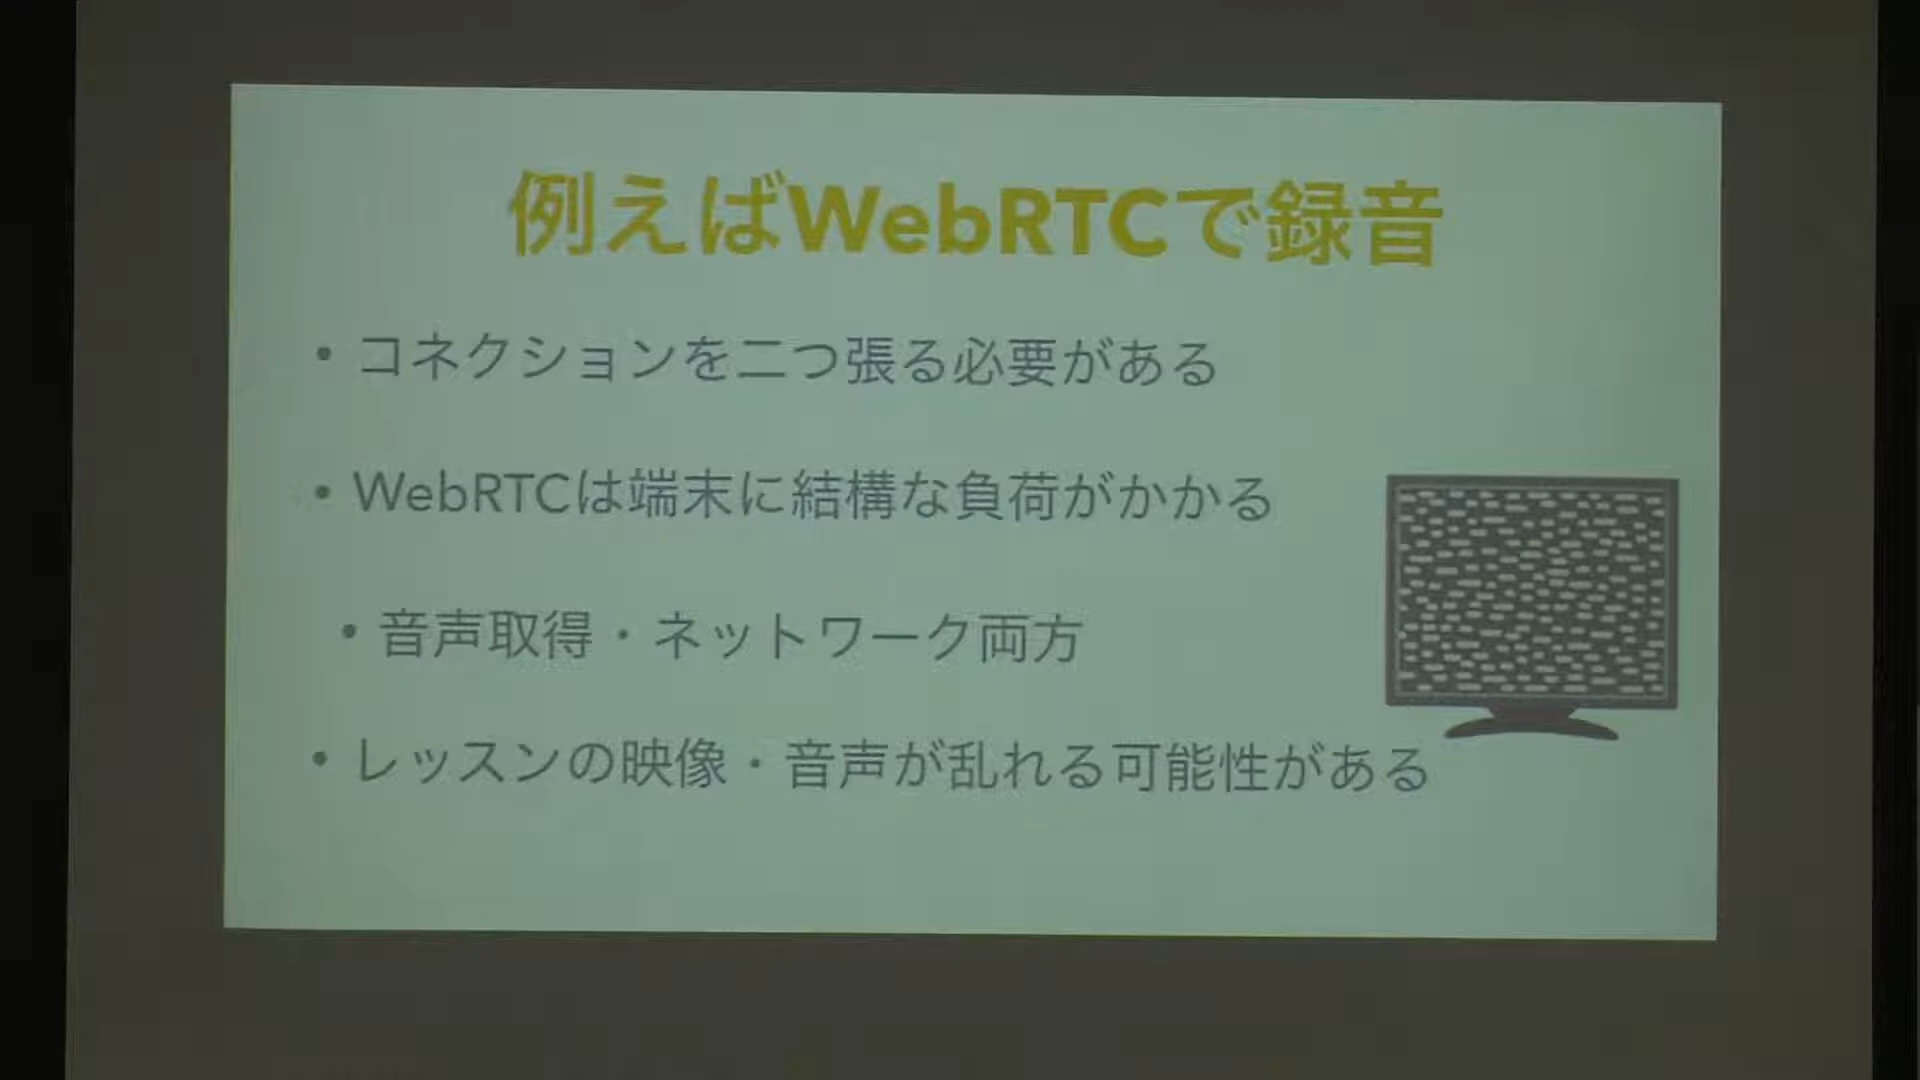 例えばWebRTCで録音
• コネクションを二つ張る必要がある
• WebRTCは端末に結構な負荷がかかる
• 音声取得・ネットワーク両方
• レッスンの映像・音声が乱れる可能性がある